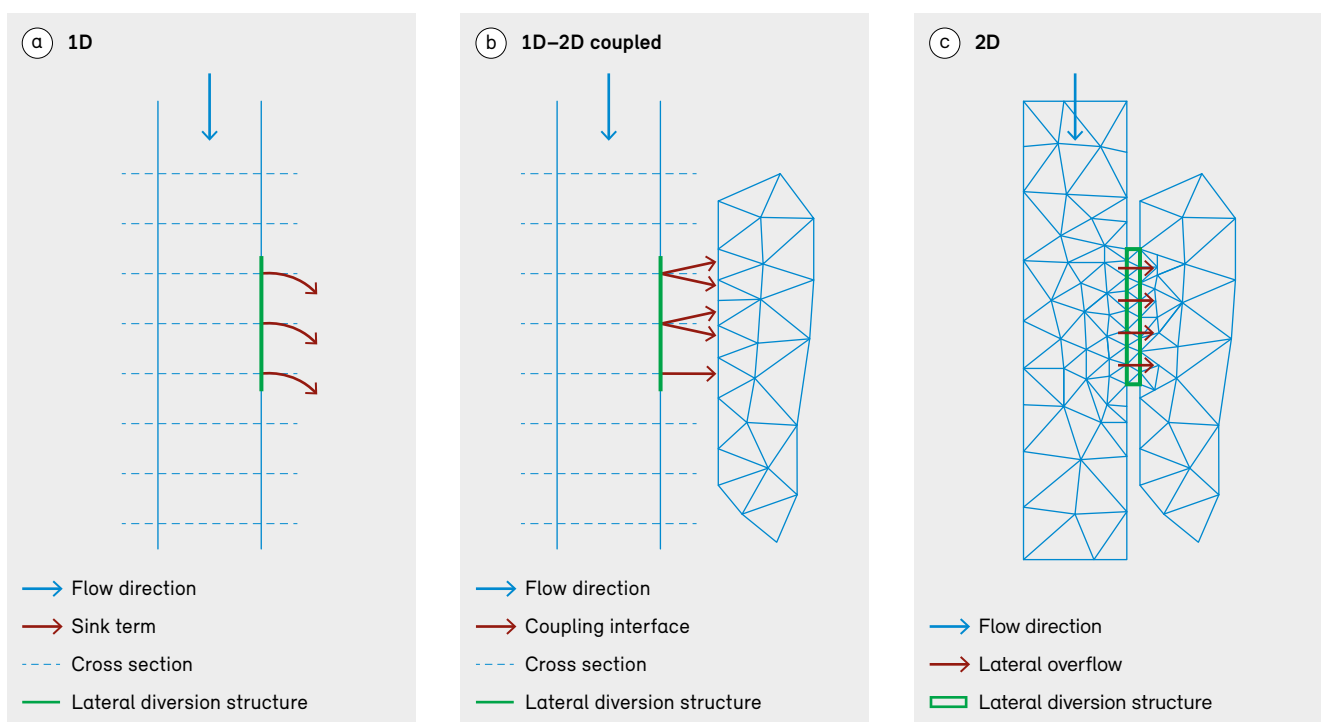 a 1D
Flow direction
Sink term
Cross section
Lateral diversion structure
b 1D–2D coupled
Flow direction
Coupling interface
Cross section
Lateral diversion structure
c 2D
Flow direction
Lateral overflow
Lateral diversion structure